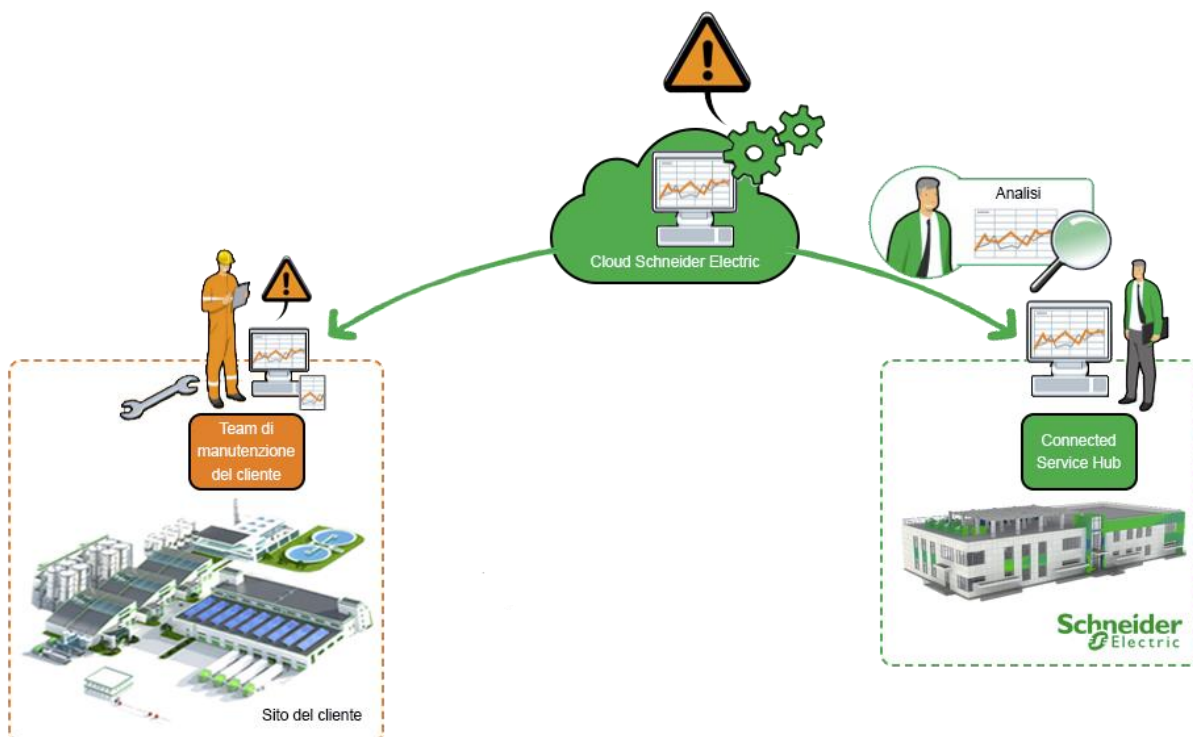 Analisi
Cloud Schneider Electric
Team di
manutenzione
del cliente
Connected
Service Hub
Schneider
Electric
Sito del cliente